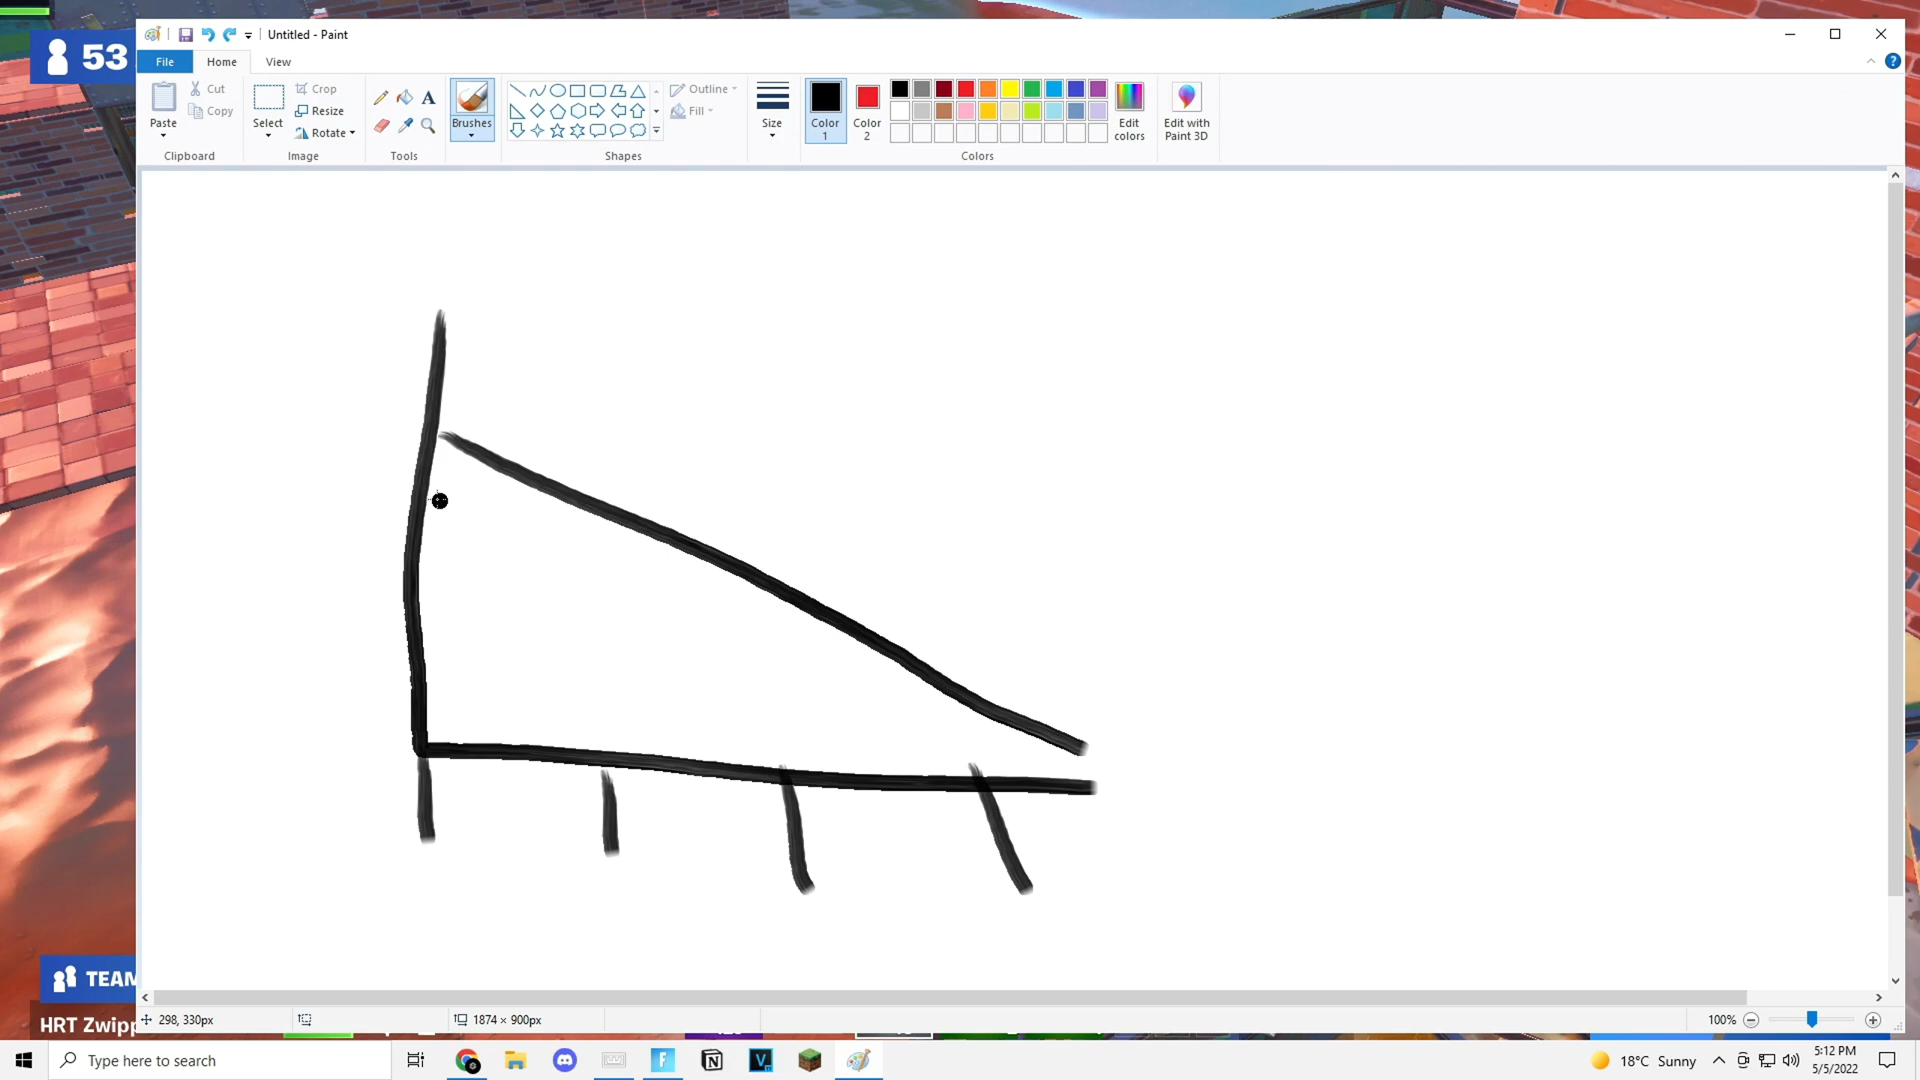 53
Untitled - Paint
File Home View
Paste Cut Copy Clipboard
Select Crop Resize Rotate Image
A
Tools
Brushes
Shapes
Outline
Fill
Size
Color 1
Color 2
Colors
Edit colors
Edit with Paint 3D
?
TEAM
HRT Zwipp
298, 330px
1874 × 900px
100%
Type here to search
F
N
V
18°C Sunny
5:12 PM
5/5/2022